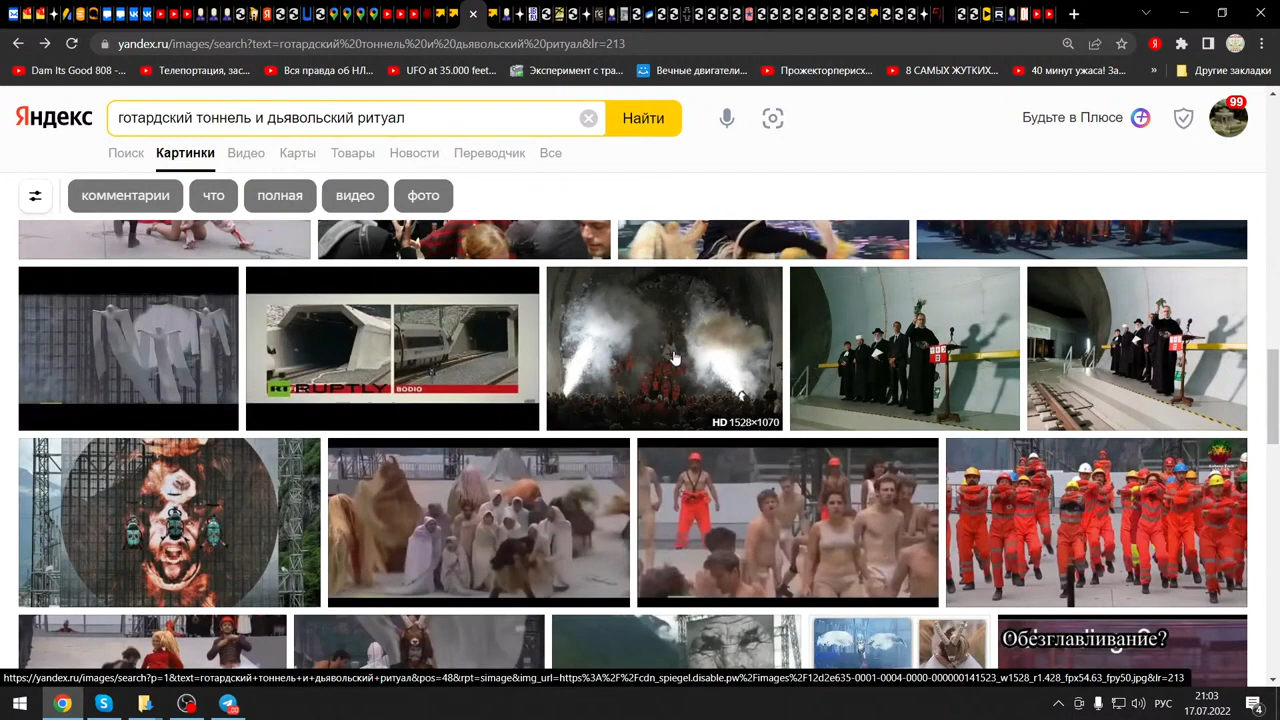 yandex.ru/images/search?text=готардский%20тоннель%20и%20дьявольский%20ритуал&lr=213
Dam Its Good 808 -...
Телепортация, зас...
Вся правда об НЛ...
UFO at 35.000 feet...
Эксперимент с тра...
Вечные двигатели...
Прожекторперисх...
8 САМЫХ ЖУТКИХ...
40 минут ужаса! За...
»
Другие закладки
Яндекс
готардский тоннель и дьявольский ритуал
Найти
Будьте в Плюсе
99
Поиск
Картинки
Видео
Карты
Товары
Новости
Переводчик
Все
комментарии
что
полная
видео
фото
RT RUPTLY
BODIO
HD 1528×1070
Обезглавливание?
https://yandex.ru/images/search?p=1&text=готардский+тоннель+и+дьявольский+ритуал&pos=48&rpt=simage&img_url=https%3A%2F%2Fcdn_spiegel.disable.pw%2Fimages%2F12d2e635-0001-0004-0000-000000141523_w1528_r1.428_fpx54.63_fpy50.jpg&lr=213
РУС
21:03
17.07.2022
4